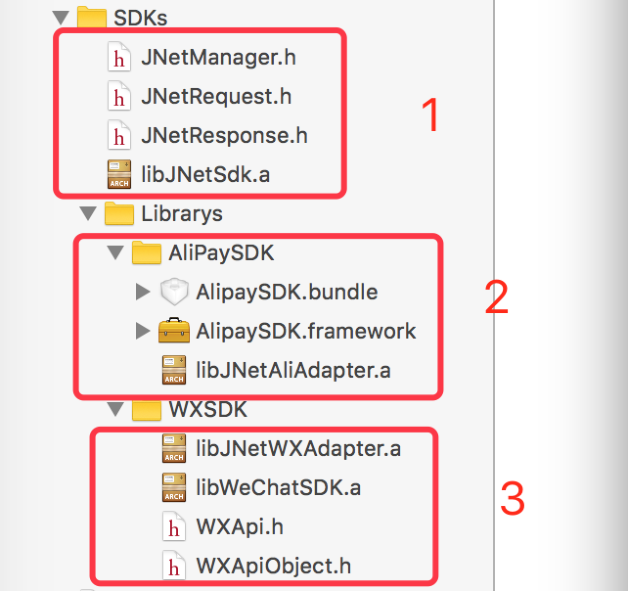 SDKs
h JNetManager.h
h JNetRequest.h
h JNetResponse.h
ARCH libJNetSdk.a
1
Librarys
AliPaySDK
AlipaySDK.bundle
AlipaySDK.framework
ARCH libJNetAliAdapter.a
2
WXSDK
ARCH libJNetWXAdapter.a
ARCH libWeChatSDK.a
h WXApi.h
h WXApiObject.h
3